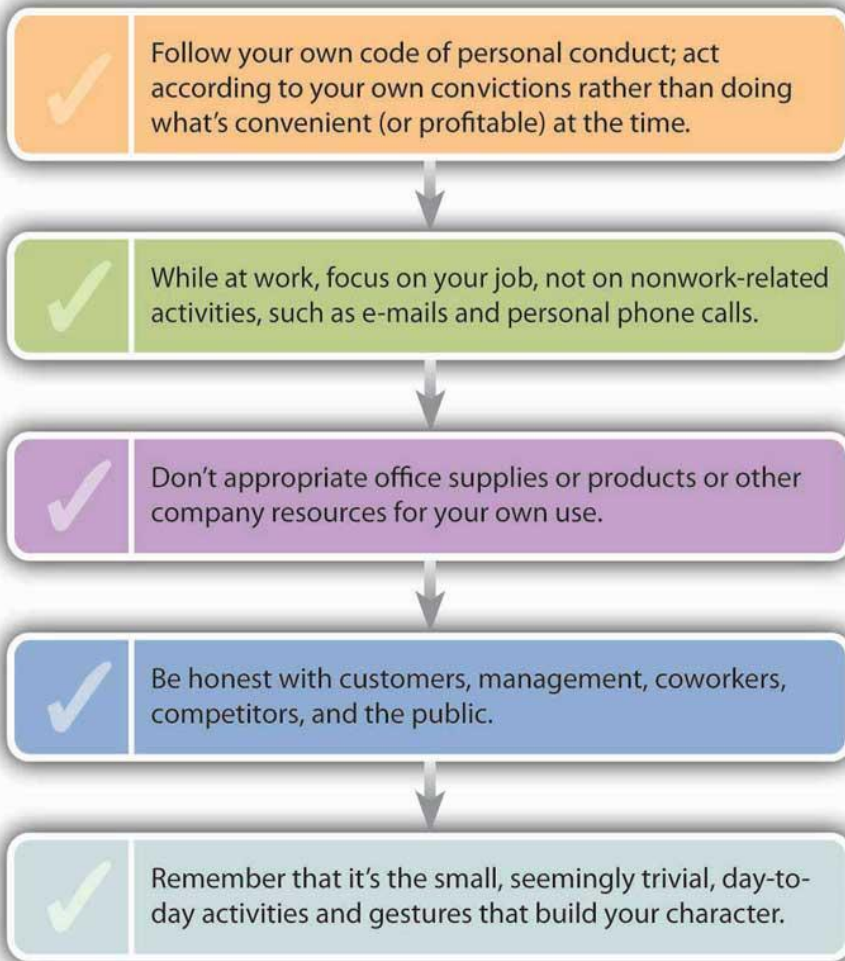 Follow your own code of personal conduct; act
according to your own convictions rather than doing
what's convenient (or profitable) at the time.
While at work, focus on your job, not on nonwork-related
activities, such as e-mails and personal phone calls.
Don't appropriate office supplies or products or other
company resources for your own use.
Be honest with customers, management, coworkers,
competitors, and the public.
Remember that it's the small, seemingly trivial, day-to-
day activities and gestures that build your character.